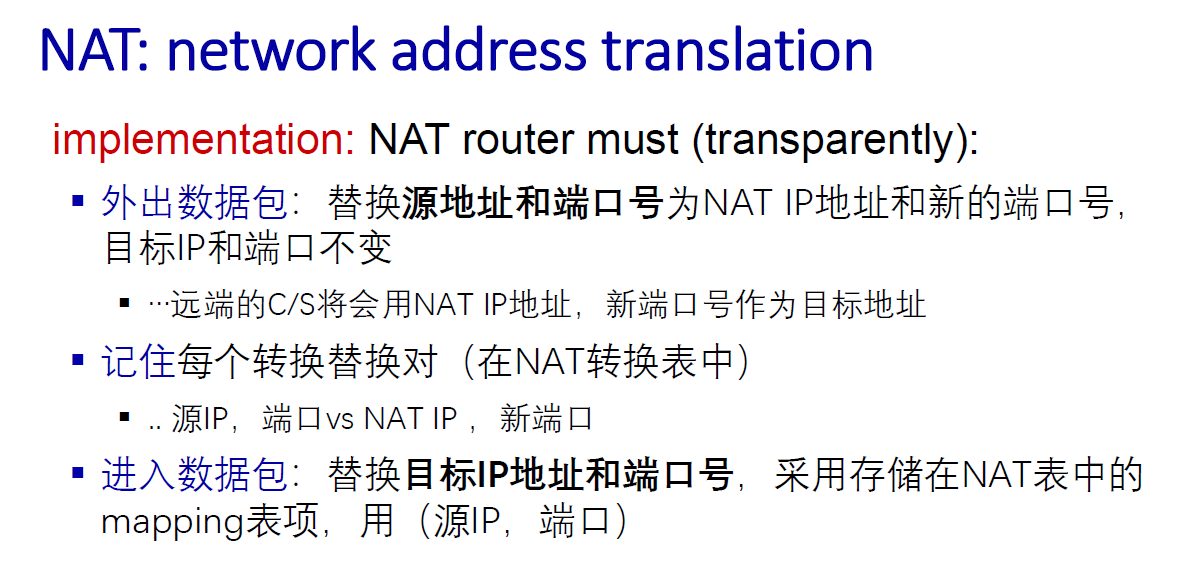 NAT: network address translation
implementation: NAT router must (transparently):
▪ 外出数据包：替换源地址和端口号为NAT IP地址和新的端口号，
目标IP和端口不变
▪ …远端的C/S将会用NAT IP地址，新端口号作为目标地址
▪ 记住每个转换替换对（在NAT转换表中）
▪ .. 源IP，端口vs NAT IP ，新端口
▪ 进入数据包：替换目标IP地址和端口号，采用存储在NAT表中的
mapping表项，用（源IP，端口）